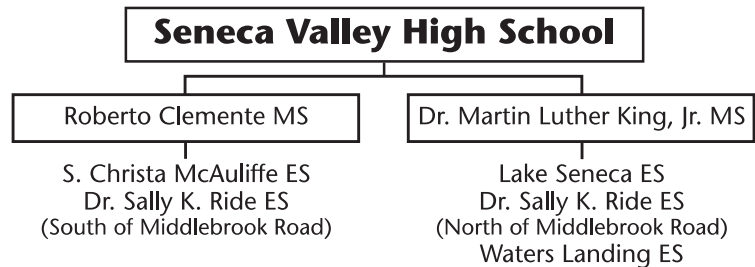 Seneca Valley High School
Roberto Clemente MS
S. Christa McAuliffe ES
Dr. Sally K. Ride ES
(South of Middlebrook Road)
Dr. Martin Luther King, Jr. MS
Lake Seneca ES
Dr. Sally K. Ride ES
(North of Middlebrook Road)
Waters Landing ES